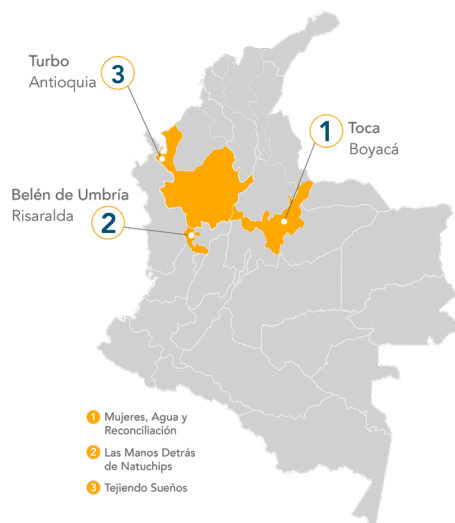 Turbo
Antioquia
3
1
Toca
Boyacá
Belén de Umbría
Risaralda
2
1 Mujeres, Agua y
Reconciliación
2 Las Manos Detrás
de Natuchips
3 Tejiendo Sueños